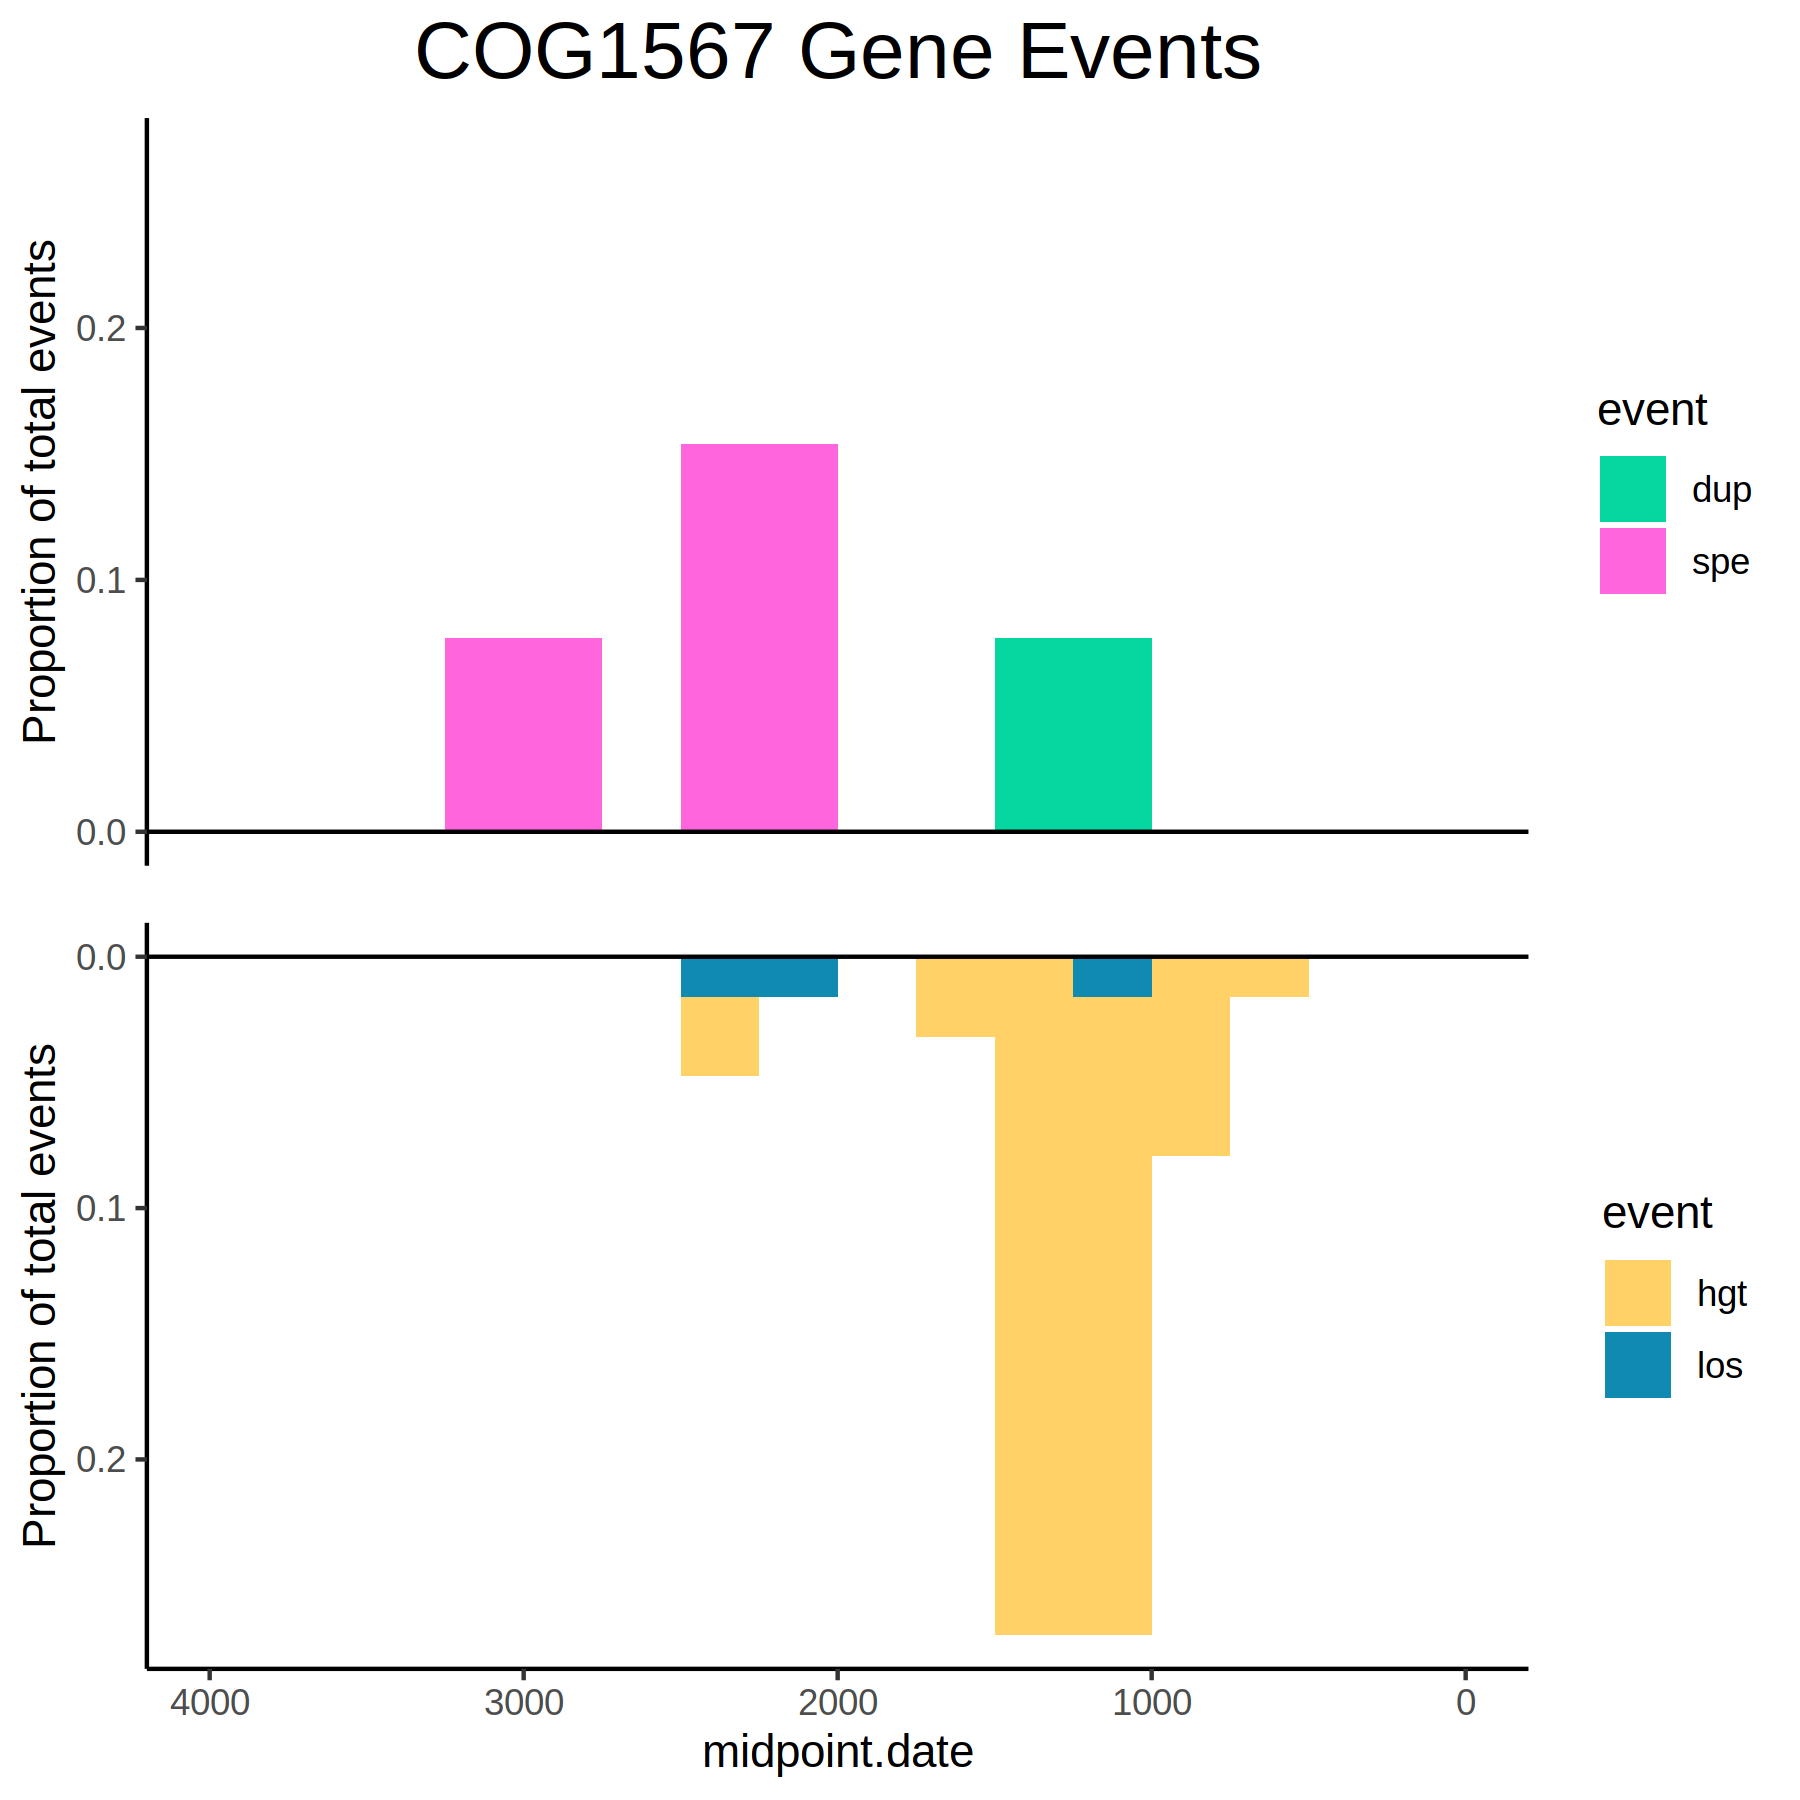 COG1567 Gene Events
Proportion of total events
0.2
0.1
0.0
event
dup
spe
Proportion of total events
0.0
0.1
0.2
event
hgt
los
4000 3000 2000 1000 0
midpoint.date